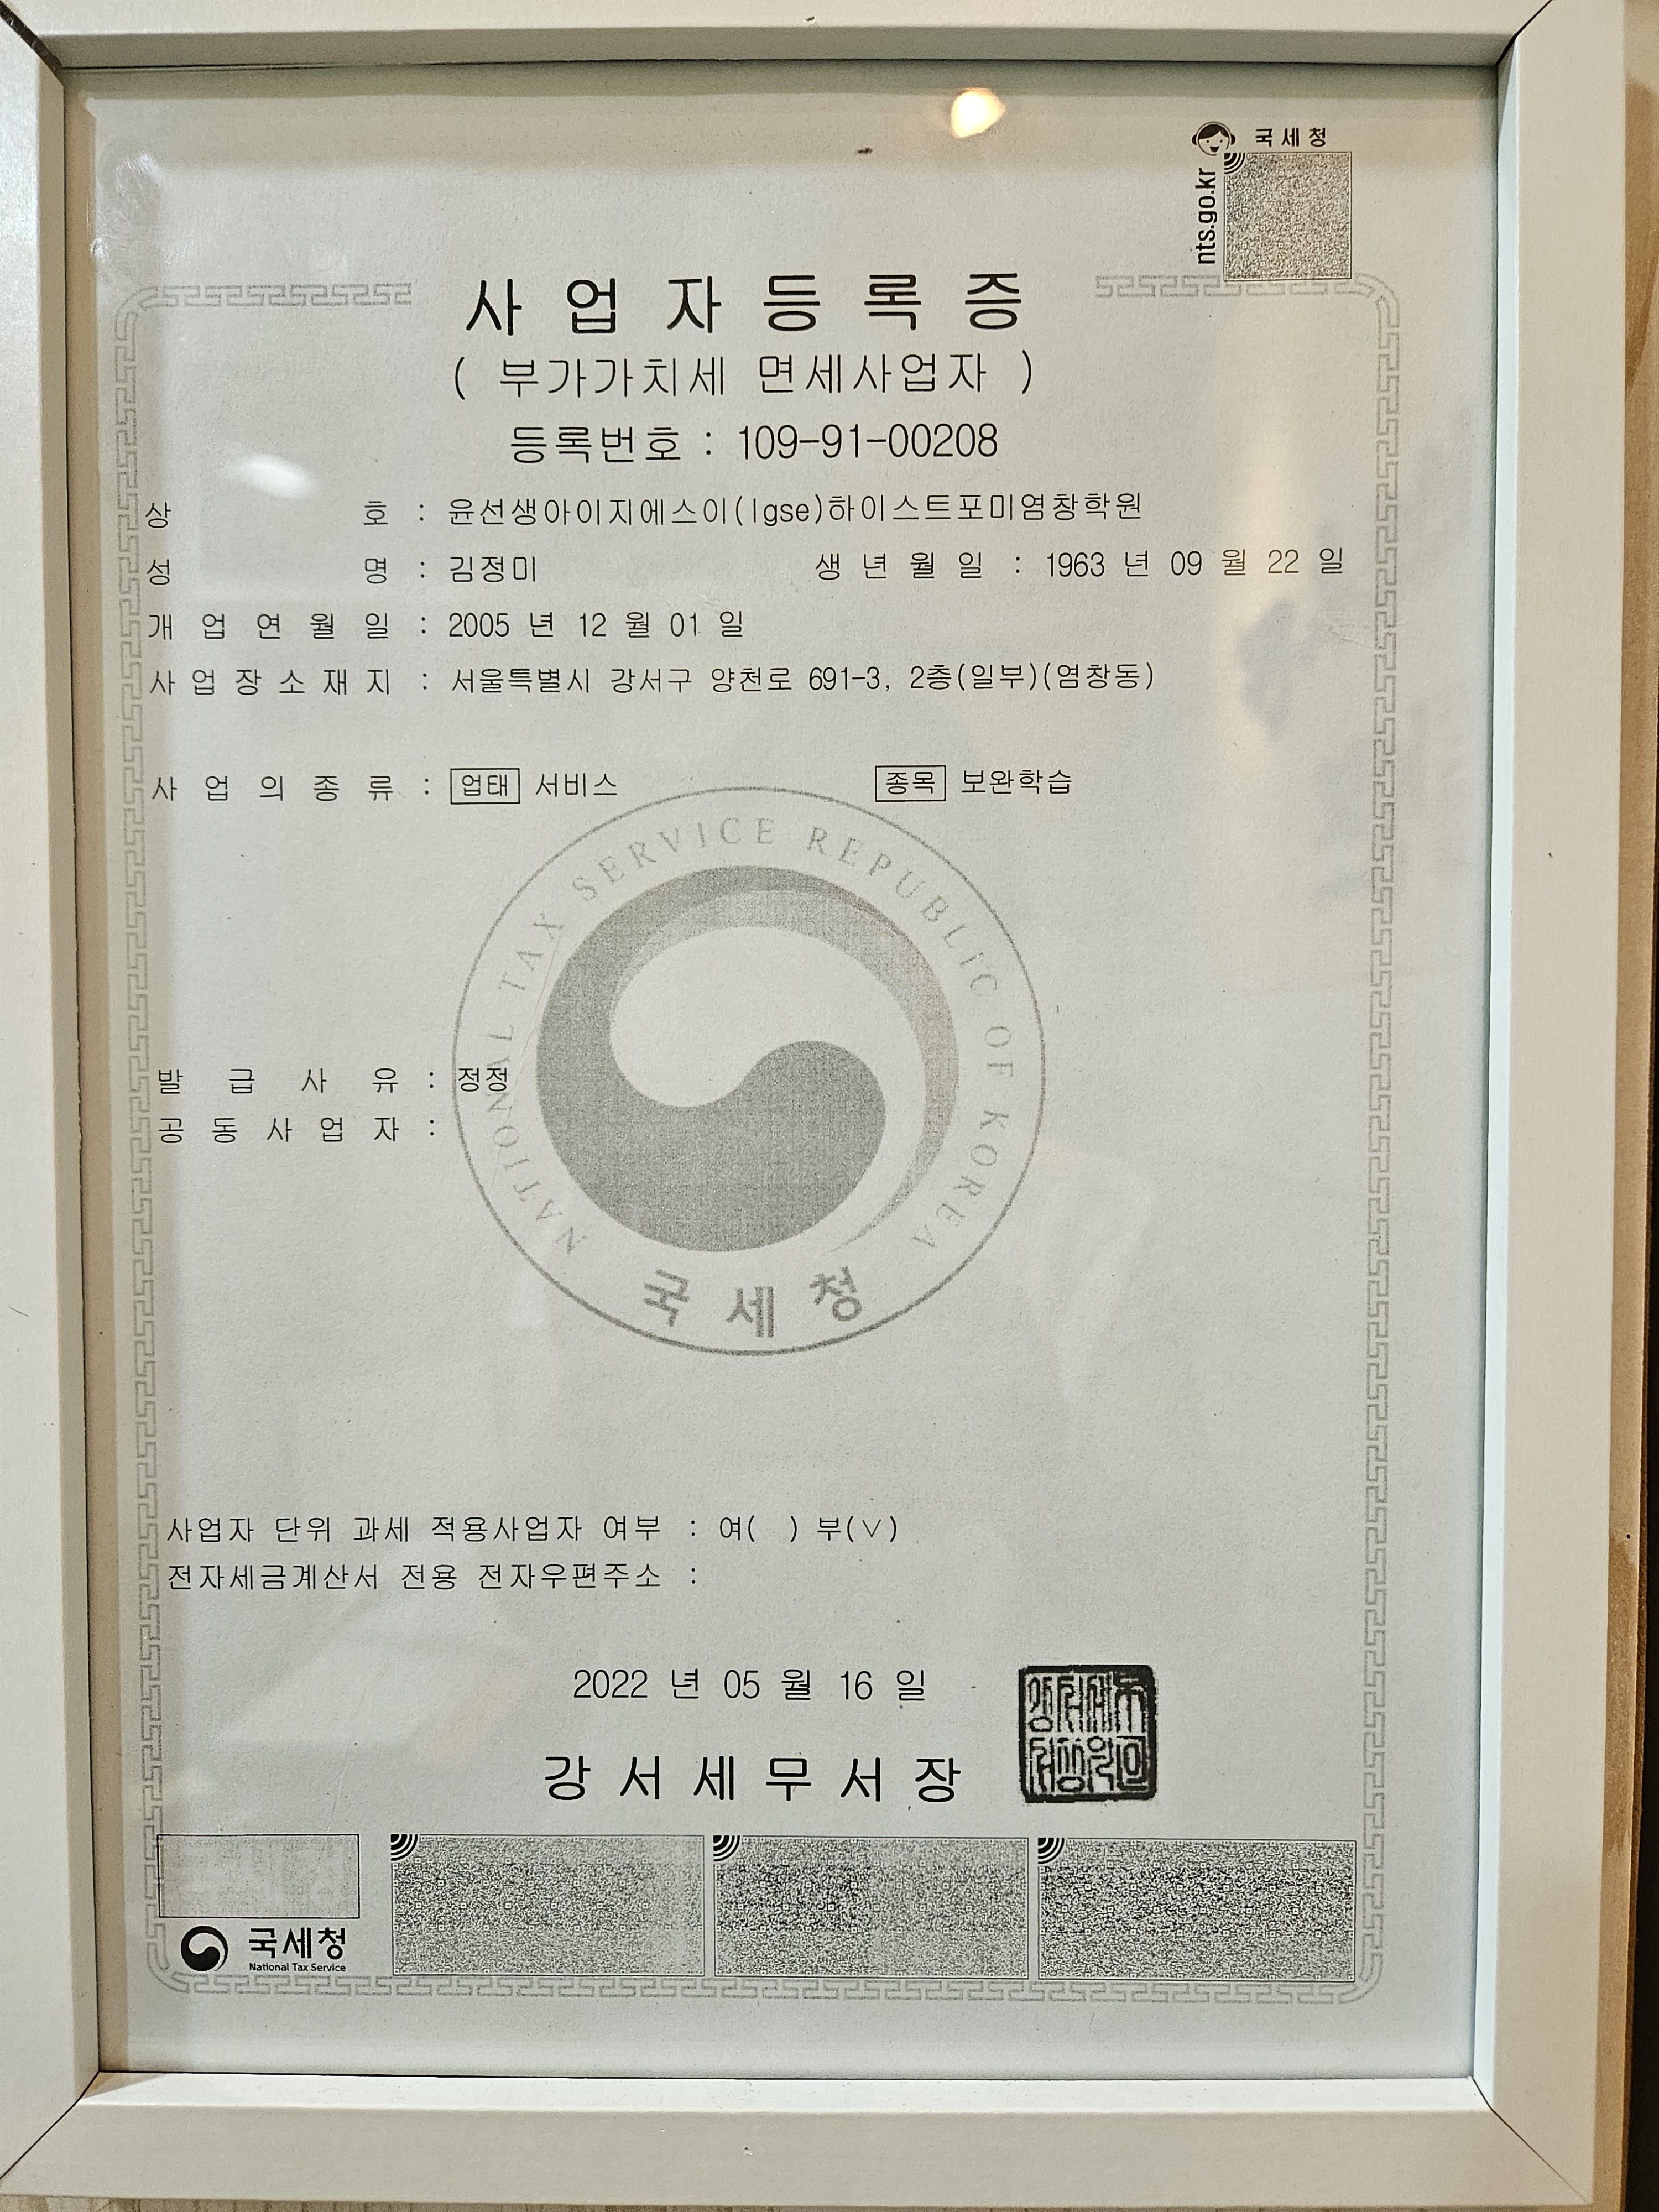 국세청
nts.go.kr
사업자등록증
( 부가가치세 면세사업자 )
등록번호 : 109-91-00208
상호 : 윤선생아이지에스이(Igse)하이스트포미염창학원
성명 : 김정미 생년월일 : 1963 년 09 월 22 일
개업연월일 : 2005 년 12 월 01 일
사업장소재지 : 서울특별시 강서구 양천로 691-3, 2층(일부)(염창동)
사업의종류 : 업태 서비스 종목 보완학습
NATIONAL TAX SERVICE REPUBLIC OF KOREA
발급사유 : 정정
공동사업자 :
국세청
사업자 단위 과세 적용사업자 여부 : 여( ) 부(∨)
전자세금계산서 전용 전자우편주소 :
2022 년 05 월 16 일
강서세무서장
국세청
National Tax Service